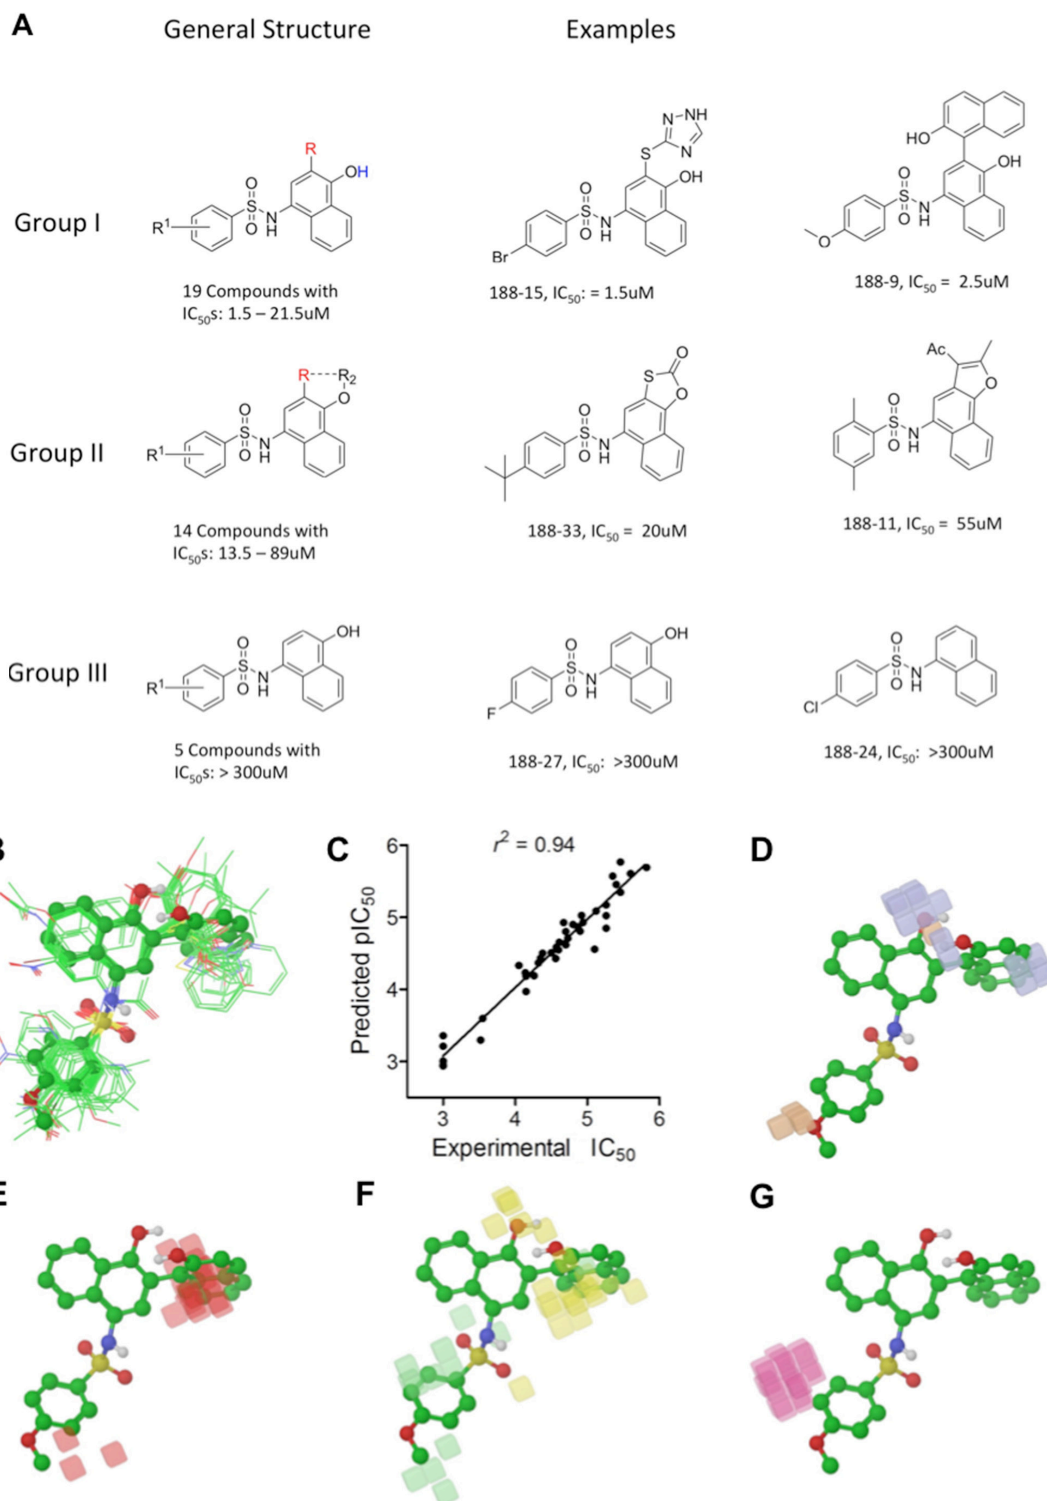 A
General Structure
Examples
Group I
R
OH
R¹
O
S
O
N
H
19 Compounds with
IC₅₀s: 1.5 – 21.5uM
N-NH
N
S
OH
O
S
O
N
H
Br
188-15, IC₅₀: = 1.5uM
HO
OH
O
S
O
N
H
O
188-9, IC₅₀ = 2.5uM
Group II
R----R₂
O
O
S
O
N
H
R¹
14 Compounds with
IC₅₀s: 13.5 – 89uM
O
S
O
O
S
O
N
H
188-33, IC₅₀ = 20uM
Ac
O
O
S
O
N
H
188-11, IC₅₀ = 55uM
Group III
OH
O
S
O
N
H
R¹
5 Compounds with
IC₅₀s: > 300uM
OH
O
S
O
N
H
F
188-27, IC₅₀: >300uM
O
S
O
N
H
Cl
188-24, IC₅₀: >300uM
C
r² = 0.94
Predicted pIC₅₀
6
5
4
3
3 4 5 6
Experimental IC₅₀
D
F
G